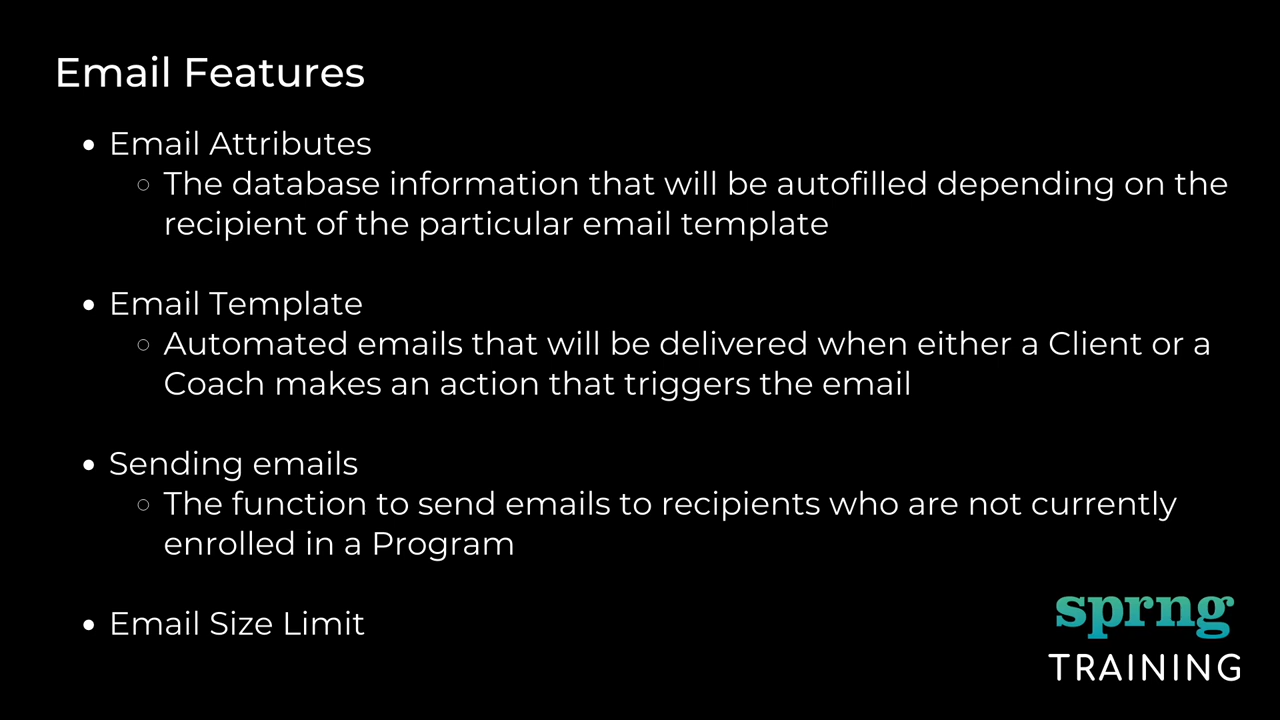 Email Features
• Email Attributes
○ The database information that will be autofilled depending on the
recipient of the particular email template
• Email Template
○ Automated emails that will be delivered when either a Client or a
Coach makes an action that triggers the email
• Sending emails
○ The function to send emails to recipients who are not currently
enrolled in a Program
• Email Size Limit
sprng
TRAINING